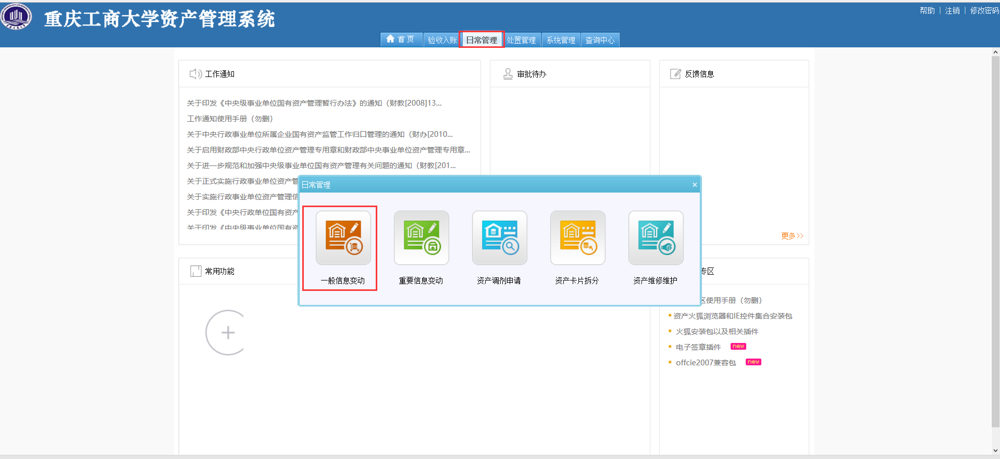 重庆工商大学资产管理系统
帮助 | 注销 | 修改密码
首页 验收入账 日常管理 处置管理 系统管理 查询中心
工作通知
关于印发《中央级事业单位国有资产管理暂行办法》的通知（财教[2008]13...
工作通知使用手册（勿删）
关于中央行政事业单位所属企业国有资产监管工作归口管理的通知（财办[2010...
关于启用财政部中央行政单位资产管理专用章和财政部中央事业单位资产管理专用章...
关于进一步规范和加强中央级事业单位国有资产管理有关问题的通知（财教[201...
关于正式实施行政事业单位资产管
关于实施行政事业单位资产管理信
关于印发《中央行政单位国有资产
关于印发《中央级事业单位国有资
审批待办
反馈信息
更多>>
日常管理 ×
一般信息变动
重要信息变动
资产调剂申请
资产卡片拆分
资产维修维护
常用功能
专区
区使用手册（勿删）
资产火狐浏览器和IE控件集合安装包
火狐安装包以及相关插件
电子签章插件 new
offcie2007兼容包 new